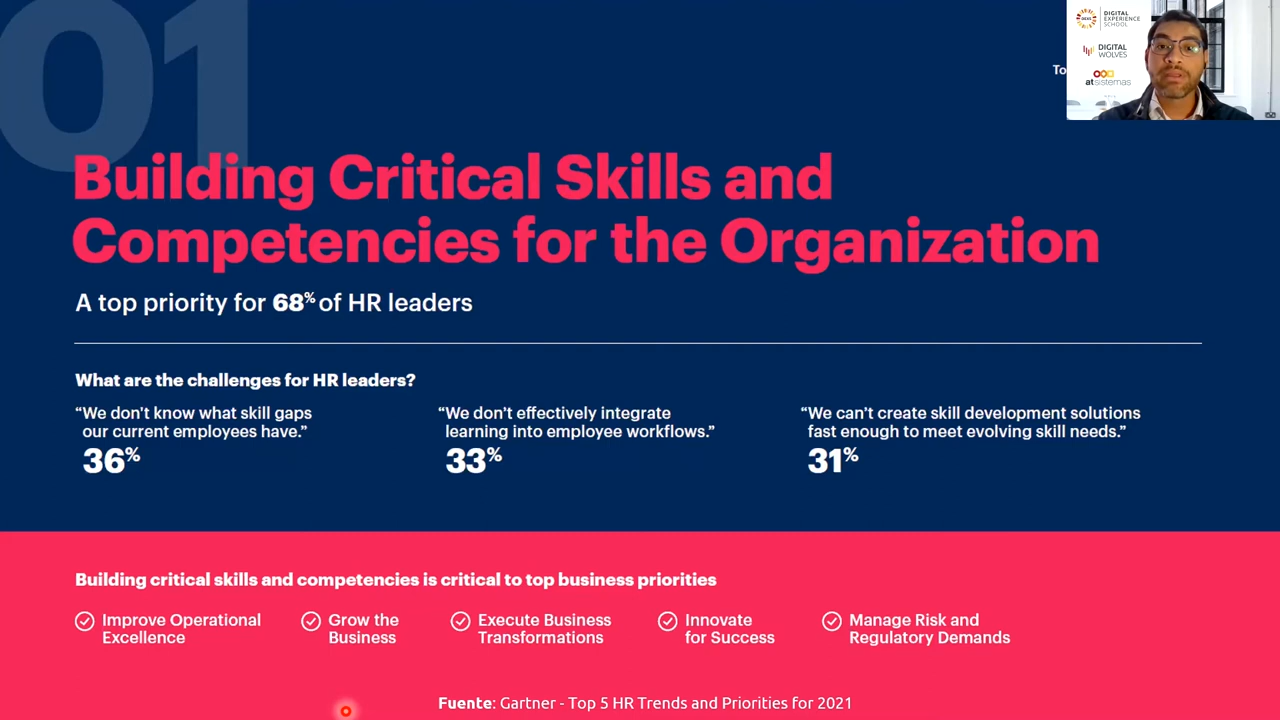 01
To
DIGITAL
EXPERIENCE
SCHOOL
DIGITAL
WOLVES
atsistemas
Building Critical Skills and
Competencies for the Organization
A top priority for 68% of HR leaders
What are the challenges for HR leaders?
“We don't know what skill gaps
our current employees have.”
36%
“We don't effectively integrate
learning into employee workflows.”
33%
“We can’t create skill development solutions
fast enough to meet evolving skill needs.”
31%
Building critical skills and competencies is critical to top business priorities
Improve Operational
Excellence
Grow the
Business
Execute Business
Transformations
Innovate
for Success
Manage Risk and
Regulatory Demands
Fuente: Gartner - Top 5 HR Trends and Priorities for 2021